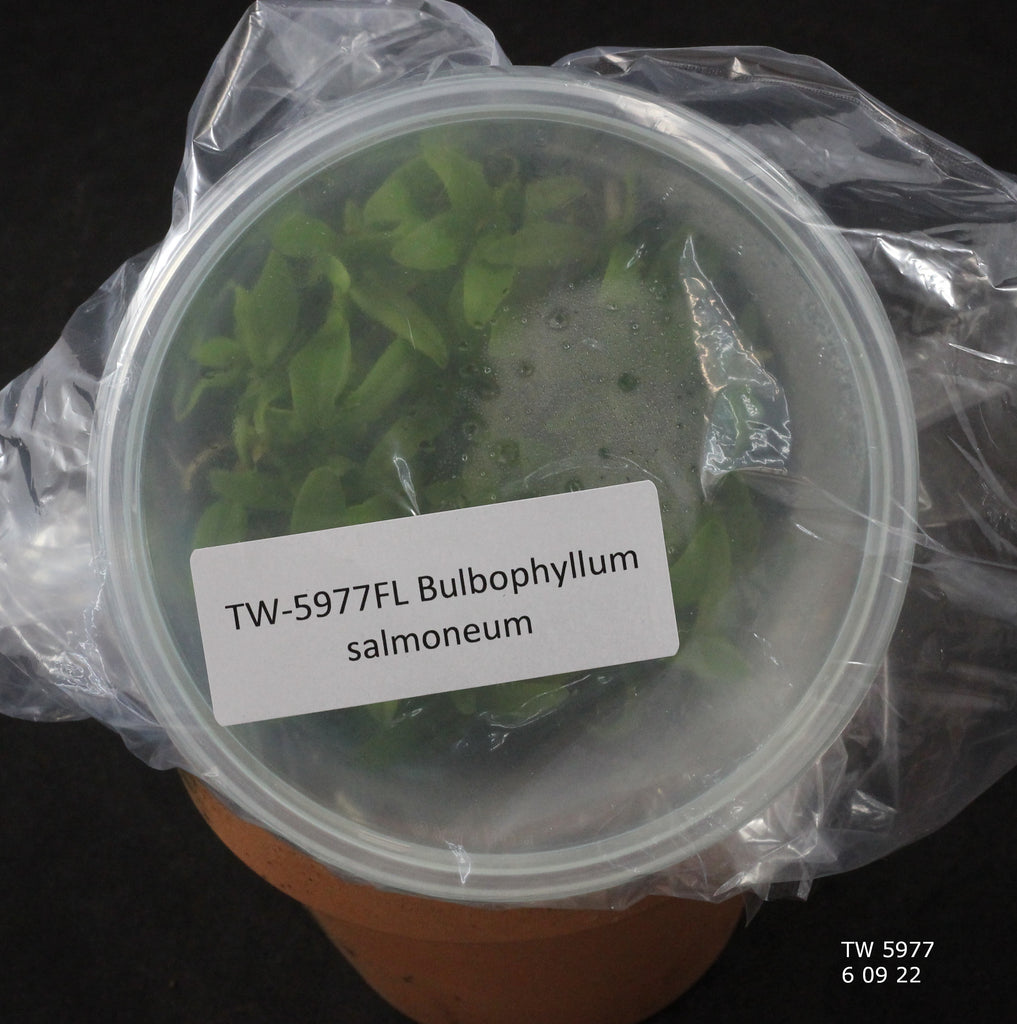 TW-5977FL Bulbophyllum
salmoneum
TW 5977
6 09 22